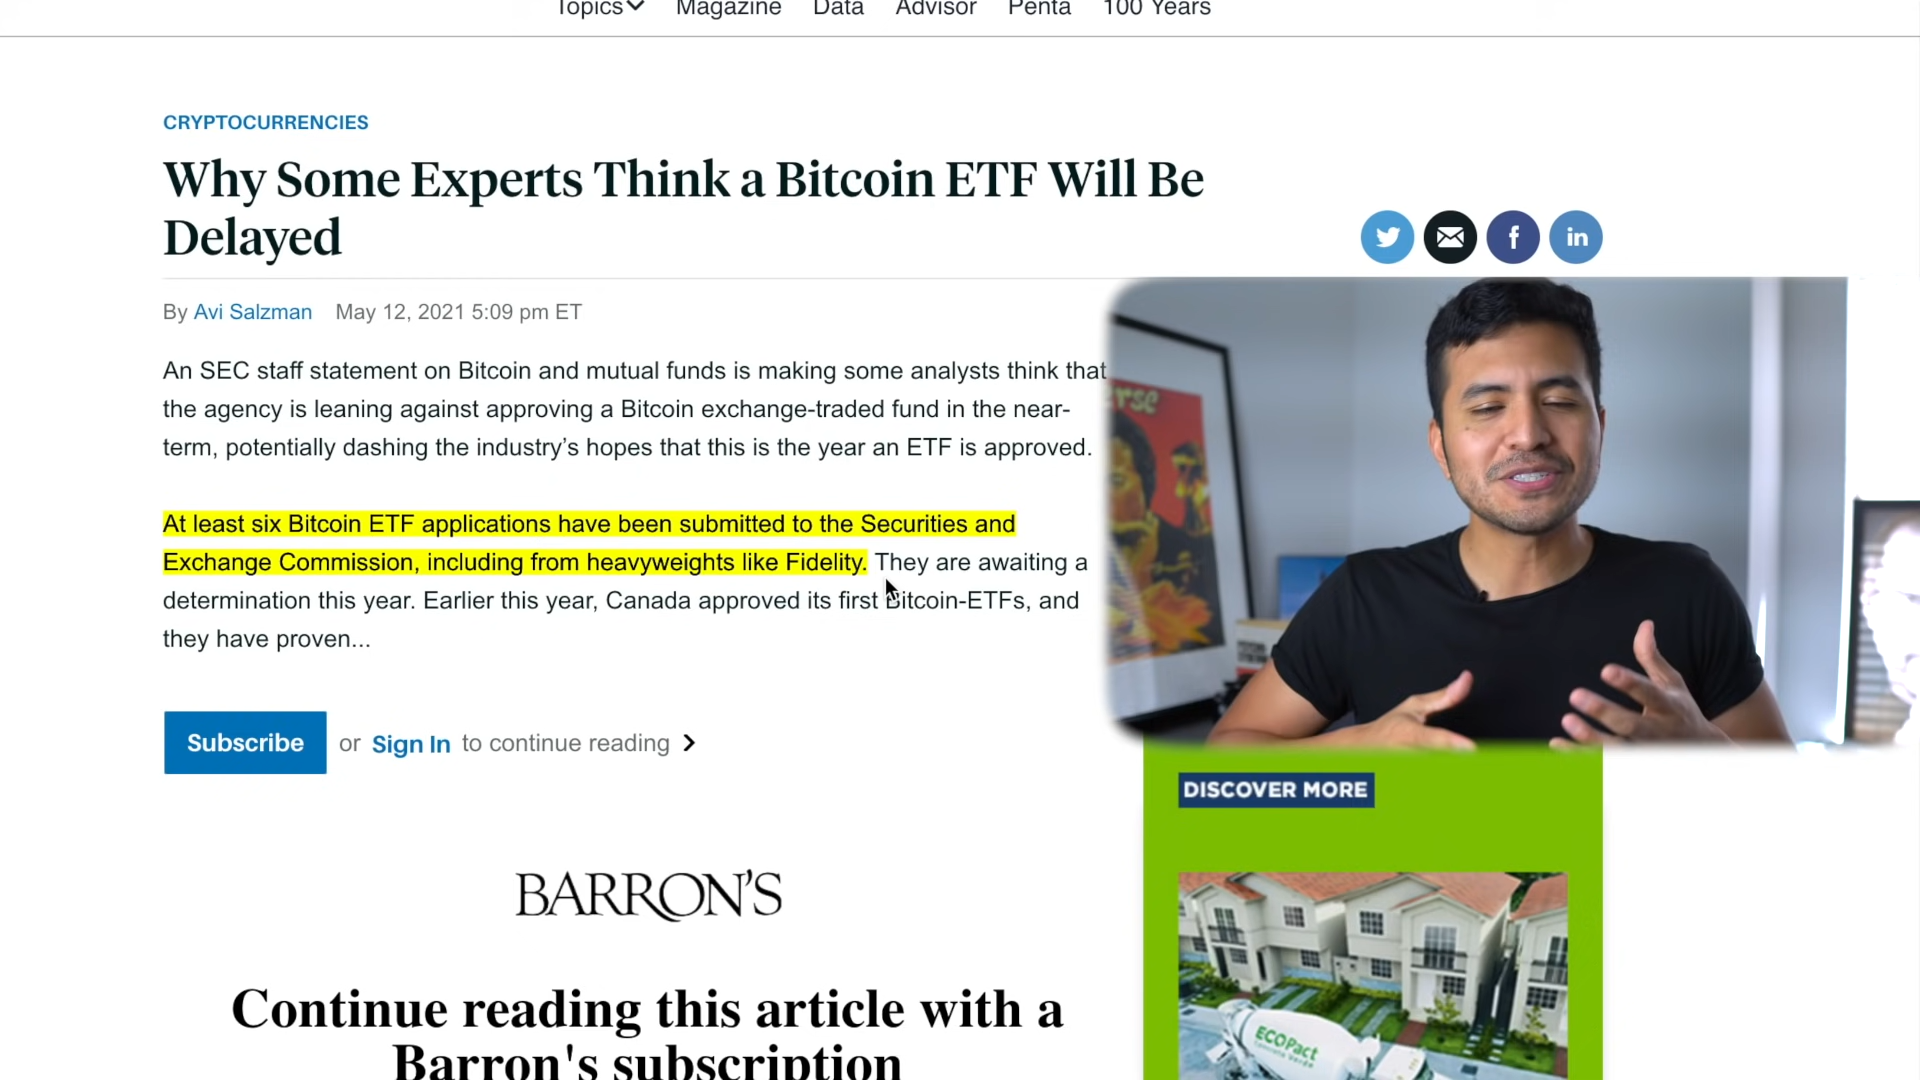 Topics Magazine Data Advisor Penta 100 Years
CRYPTOCURRENCIES
Why Some Experts Think a Bitcoin ETF Will Be
Delayed
By Avi Salzman May 12, 2021 5:09 pm ET
An SEC staff statement on Bitcoin and mutual funds is making some analysts think that
the agency is leaning against approving a Bitcoin exchange-traded fund in the near-
term, potentially dashing the industry’s hopes that this is the year an ETF is approved.
At least six Bitcoin ETF applications have been submitted to the Securities and
Exchange Commission, including from heavyweights like Fidelity. They are awaiting a
determination this year. Earlier this year, Canada approved its first Bitcoin-ETFs, and
they have proven...
Subscribe or Sign In to continue reading
DISCOVER MORE
BARRON'S
ECOPact
Continue reading this article with a
Barron's subscription